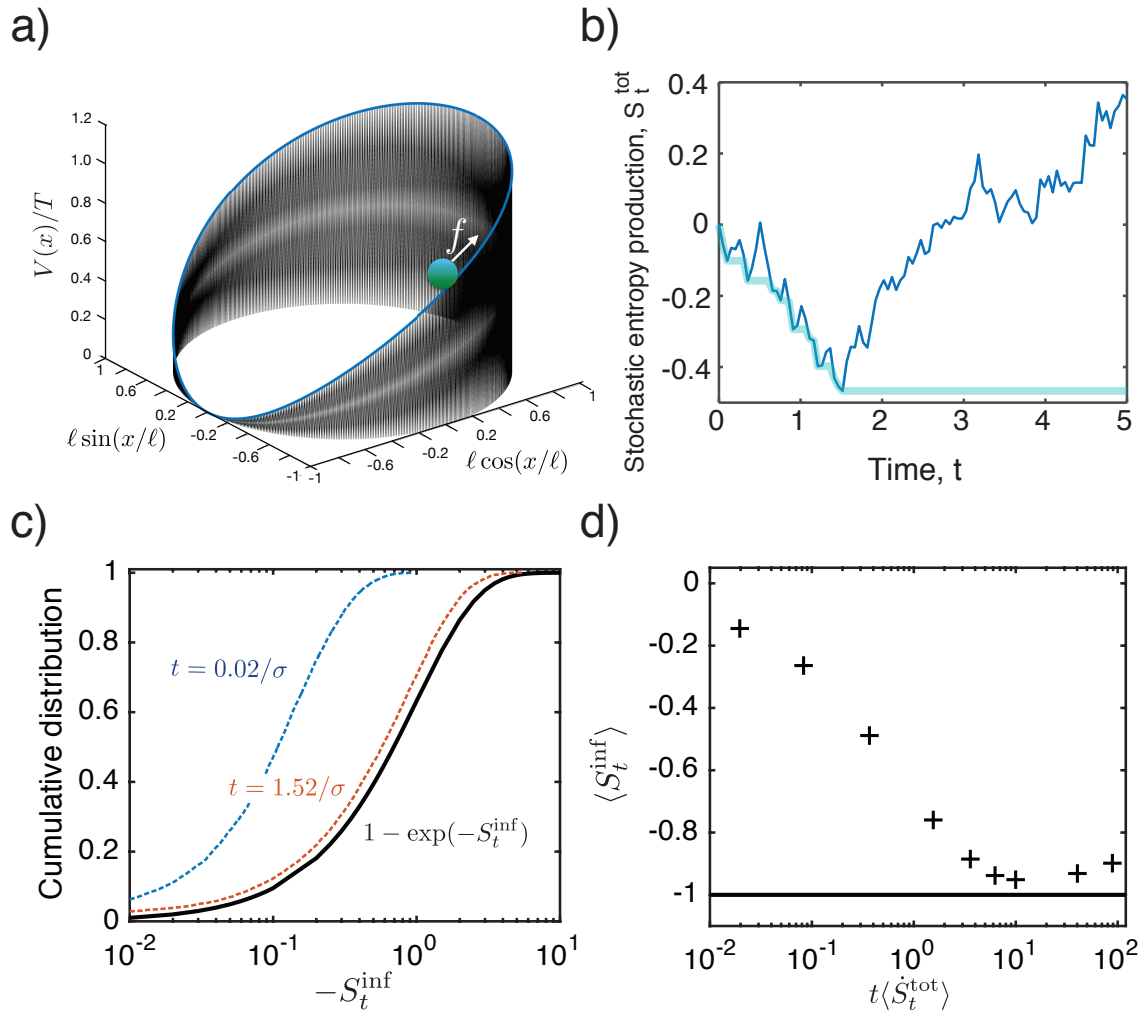 a)
V(x)/T
1.2
1.0
0.8
0.6
0.4
0.2
0
1
0.6
0.2
-0.2
-0.6
-1
ℓ sin(x/ℓ)
-1
-0.6
-0.2
0.2
0.6
1
ℓ cos(x/ℓ)
f
b)
Stochastic entropy production, S_t^tot
0.4
0.2
0
-0.2
-0.4
0 1 2 3 4 5
Time, t
c)
Cumulative distribution
1
0.8
0.6
0.4
0.2
0
t = 0.02/σ
t = 1.52/σ
1 − exp(−S_t^inf)
10^-2 10^-1 10^0 10^1
−S_t^inf
d)
⟨S_t^inf⟩
0
-0.2
-0.4
-0.6
-0.8
-1
10^-2 10^-1 10^0 10^1 10^2
t⟨Ṡ_t^tot⟩